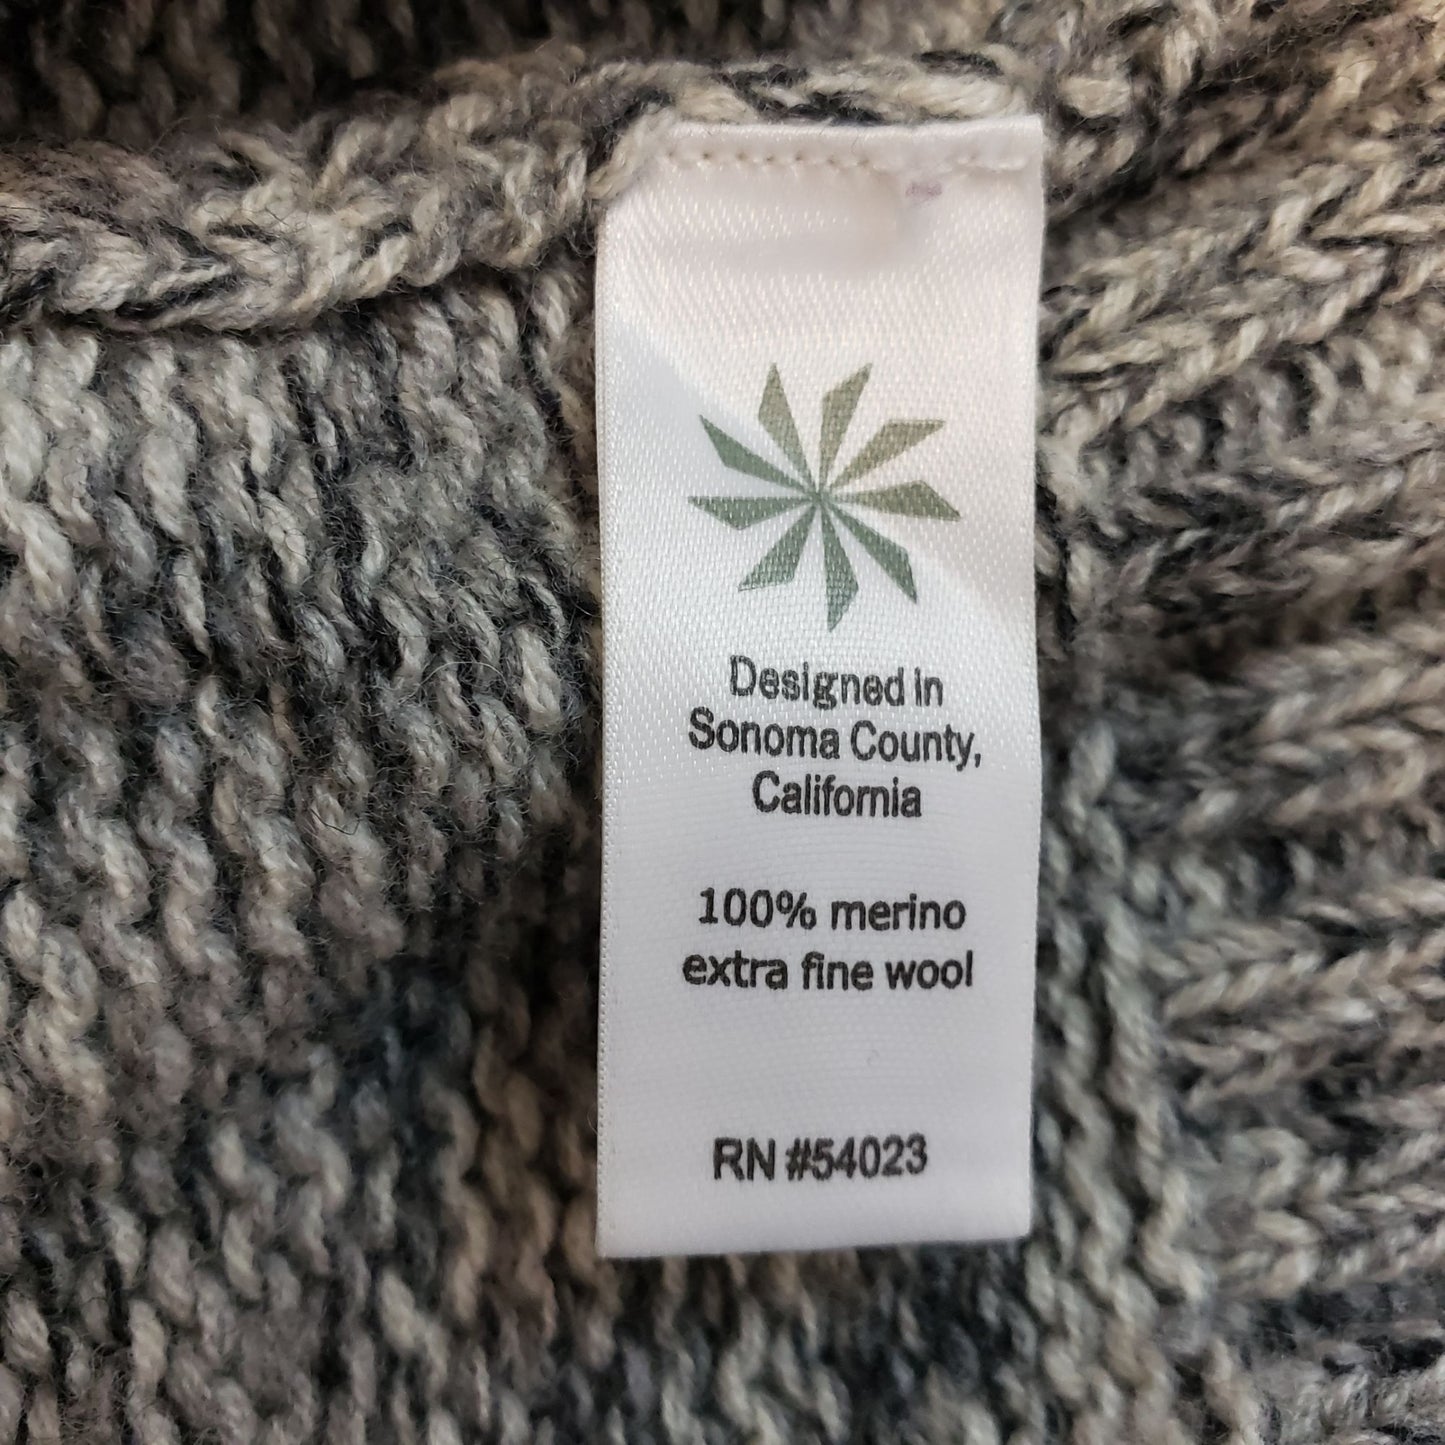 Designed in
Sonoma County,
California
100% merino
extra fine wool
RN #54023